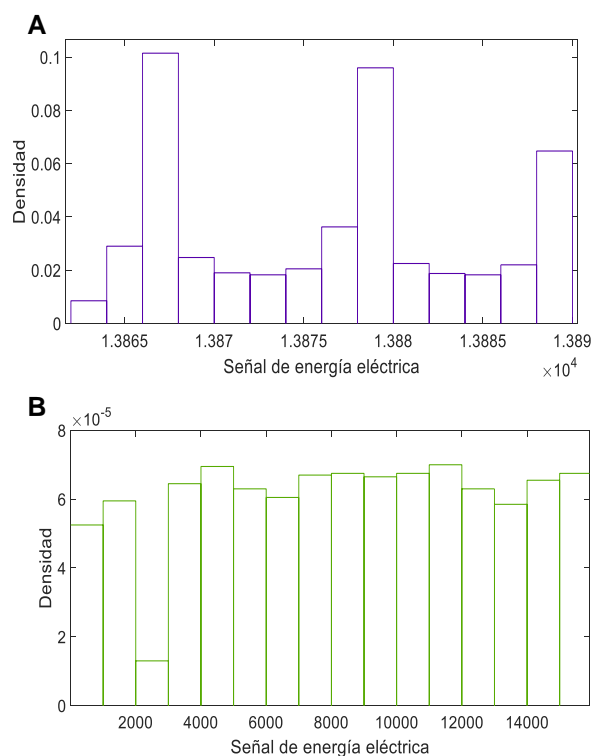 A
0.1
0.08
0.06
0.04
0.02
0
Densidad
1.3865 1.387 1.3875 1.388 1.3885 1.389
Señal de energía eléctrica
×10⁴
B
×10⁻⁵
8
6
4
2
0
Densidad
2000 4000 6000 8000 10000 12000 14000
Señal de energía eléctrica